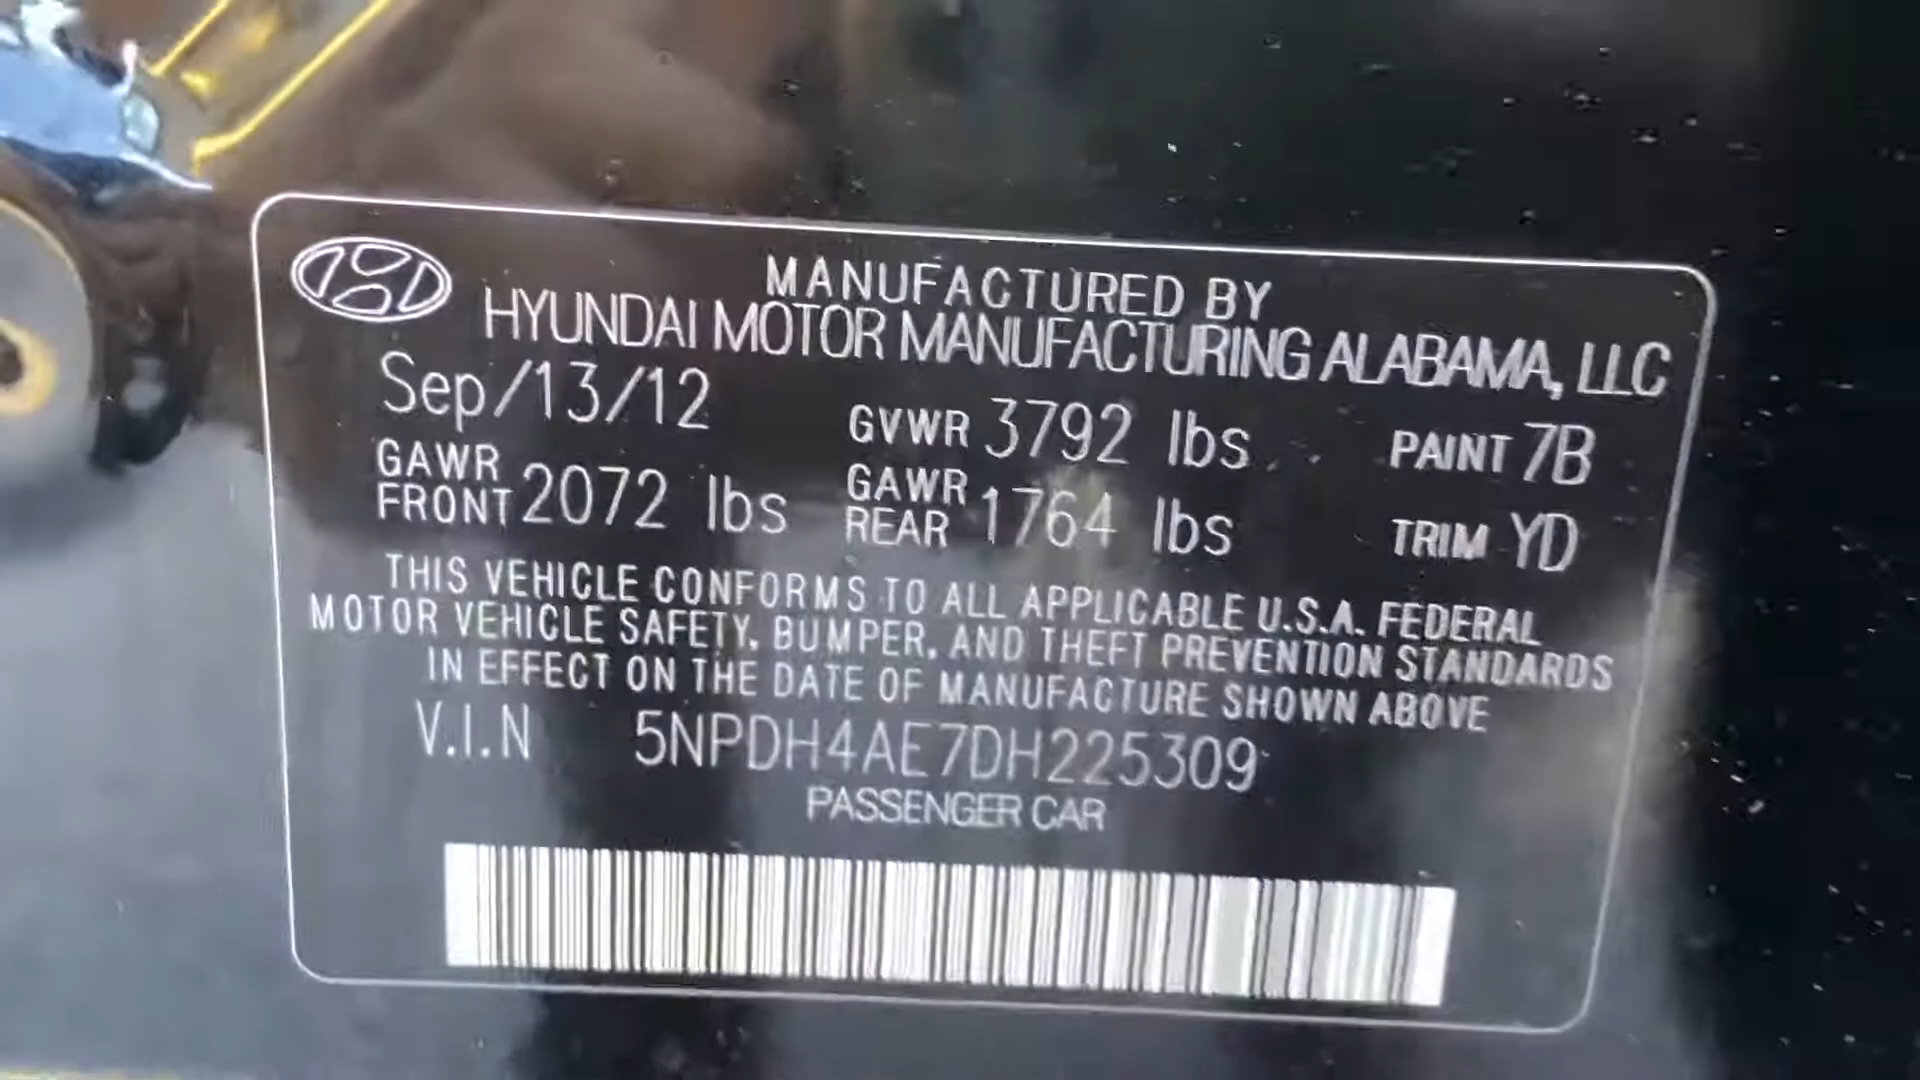 MANUFACTURED BY
HYUNDAI MOTOR MANUFACTURING ALABAMA, LLC
Sep/13/12 GVWR 3792 lbs PAINT 7B
GAWR FRONT 2072 lbs GAWR REAR 1764 lbs TRIM YD
THIS VEHICLE CONFORMS TO ALL APPLICABLE U.S.A. FEDERAL
MOTOR VEHICLE SAFETY, BUMPER, AND THEFT PREVENTION STANDARDS
IN EFFECT ON THE DATE OF MANUFACTURE SHOWN ABOVE
V.I.N 5NPDH4AE7DH225309
PASSENGER CAR